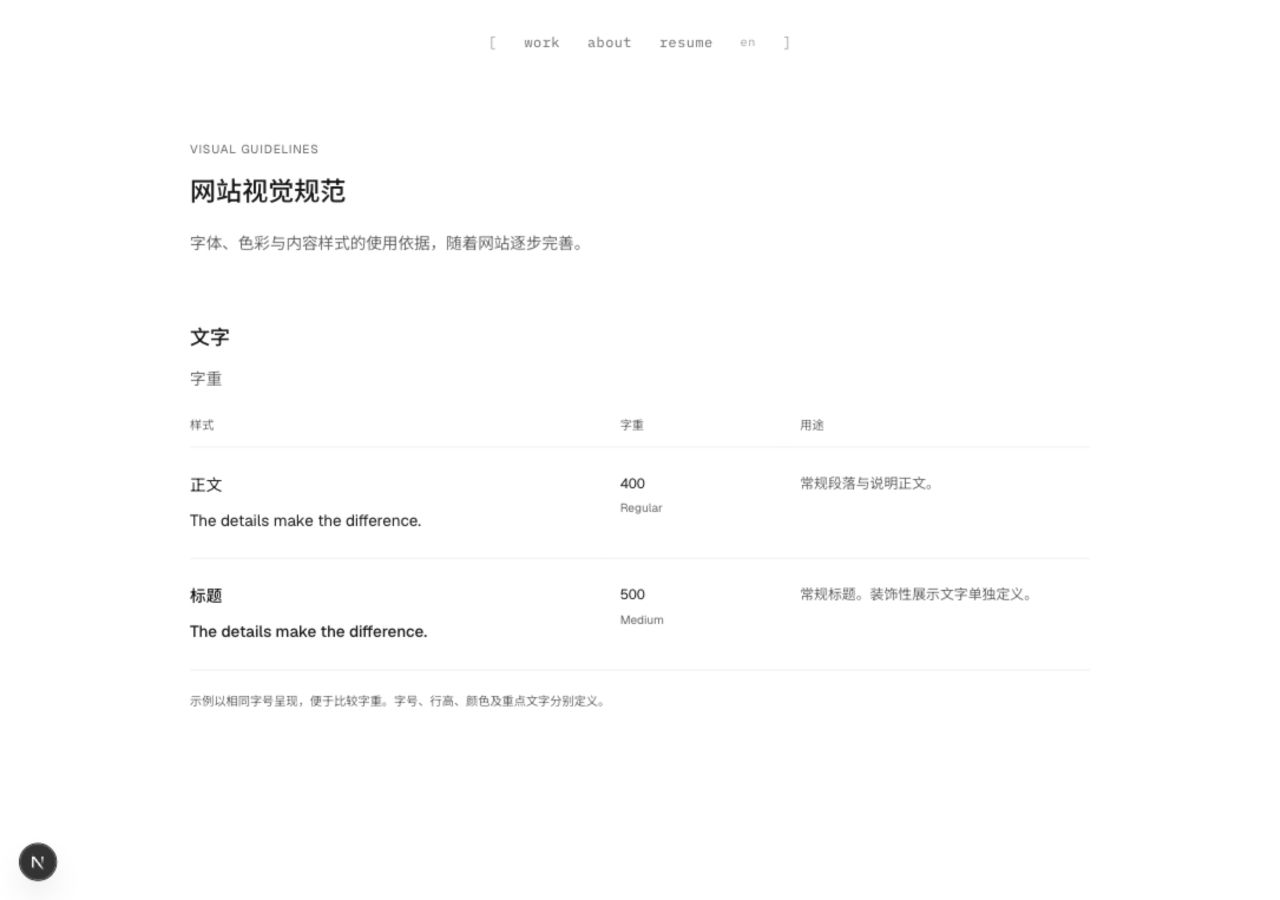 [ work about resume en ]
VISUAL GUIDELINES
网站视觉规范
字体、色彩与内容样式的使用依据，随着网站逐步完善。
文字
字重
样式 字重 用途
正文 400 常规段落与说明正文。
Regular
The details make the difference.
标题 500 常规标题。装饰性展示文字单独定义。
Medium
The details make the difference.
示例以相同字号呈现，便于比较字重。字号、行高、颜色及重点文字分别定义。
N